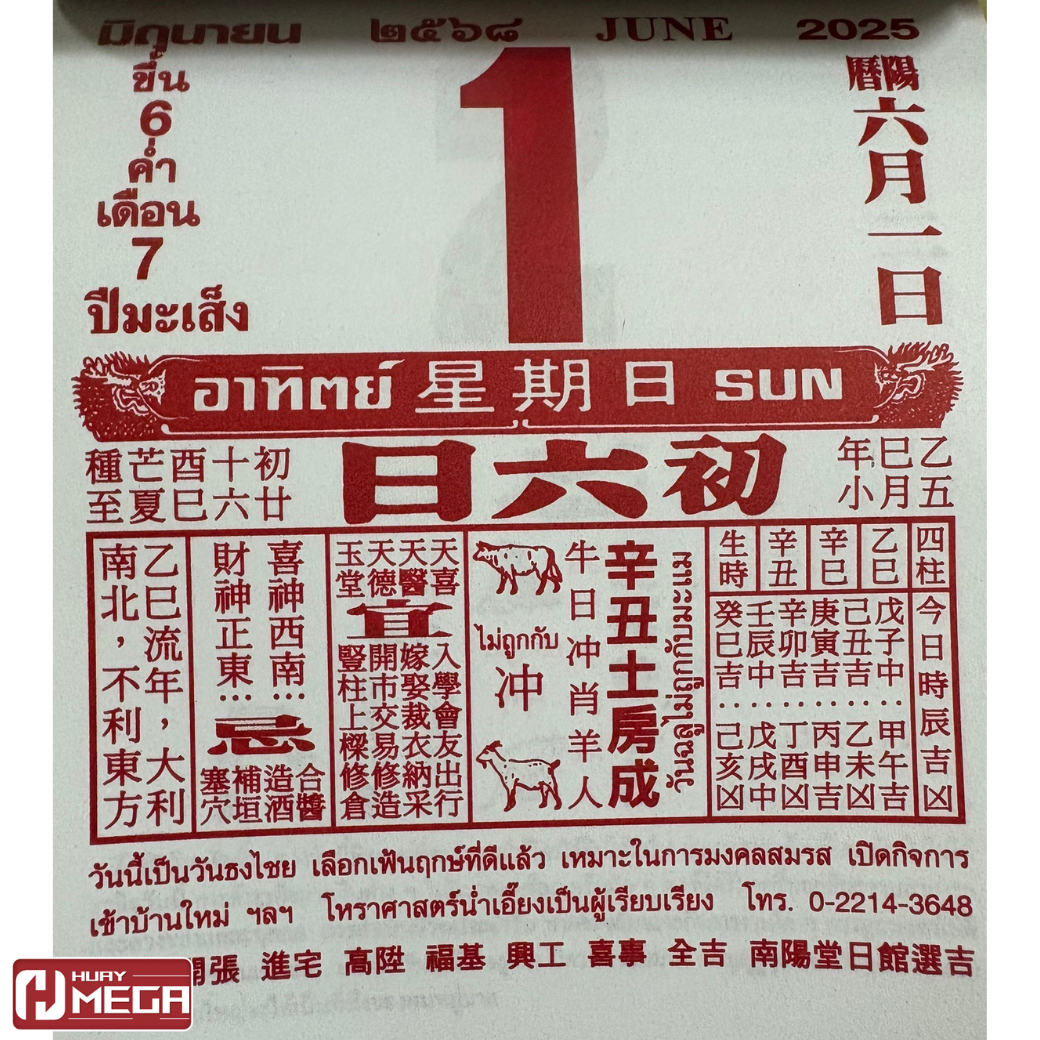 มิถุนายน ๒๕๖๘ JUNE 2025
ขึ้น
6
ค่ำ
เดือน
7
ปีมะเส็ง
1
陽曆
六月一日
อาทิตย์ 星期日 SUN
乙巳年
五月小
初六日
初十酉芒種
廿六巳夏至
四柱
乙巳
辛巳
辛丑
生時
今日時辰吉凶
戊子中⋯甲午吉
己丑吉⋯乙未吉
庚寅吉⋯丙申吉
辛卯吉⋯丁酉凶
壬辰中⋯戊戌中
癸巳吉⋯己亥凶
วันฉลูไม่ถูกกับมะแม
辛丑土房成
牛日冲肖羊人
ไม่ถูกกับ
冲
天喜
天醫
天德
玉堂
宜
入學會友出行
嫁娶裁衣納采
開市交易修造
豎柱上樑修倉
喜神西南⋯
財神正東⋯
忌
合醬
造酒
補垣
塞穴
乙巳流年,大利
南北,不利東方
วันนี้เป็นวันธงไชย เลือกเฟ้นฤกษ์ที่ดีแล้ว เหมาะในการมงคลสมรส เปิดกิจการ
เข้าบ้านใหม่ ฯลฯ โหราศาสตร์น่ำเอี๊ยงเป็นผู้เรียบเรียง โทร. 0-2214-3648
張 進宅 高陞 福基 興工 喜事 全吉 南陽堂日館選吉
HUAY
MEGA